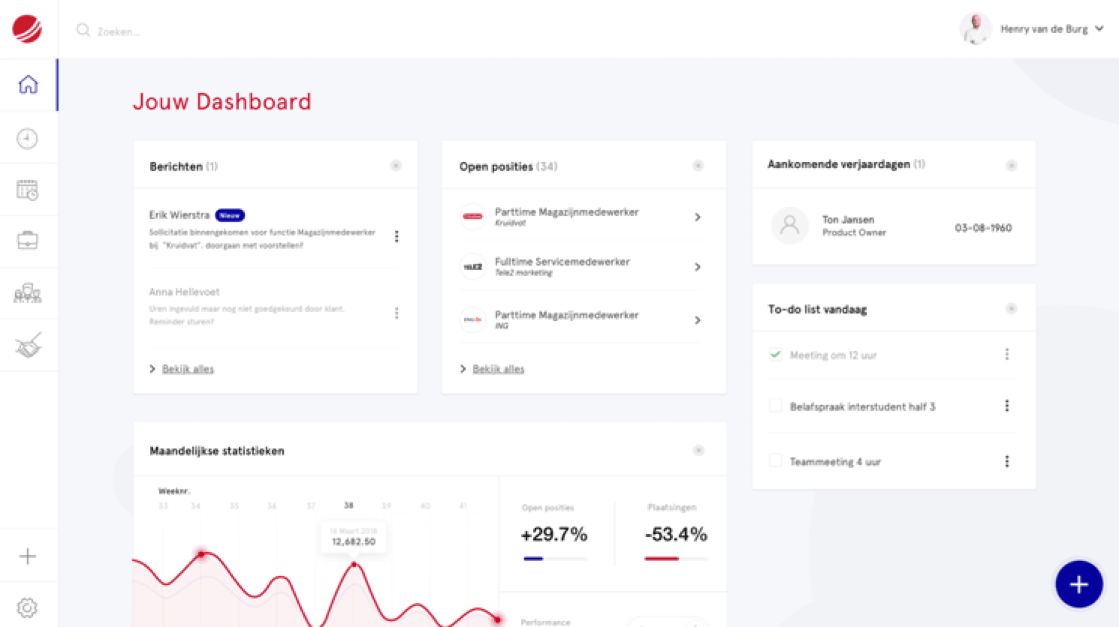 Zoeken...
Henry van de Burg
Jouw Dashboard
Berichten (1)
Erik Wierstra Nieuw
Sollicitatie binnengekomen voor functie Magazijnmedewerker
bij "Kruidvat". doorgaan met voorstellen?
Anna Hellevoet
Uren ingevuld maar nog niet goedgekeurd door klant.
Reminder sturen?
Bekijk alles
Open posities (34)
Parttime Magazijnmedewerker
Kruidvat
TELE2
Fulltime Servicemedewerker
Tele2 marketing
Parttime Magazijnmedewerker
ING
Bekijk alles
Aankomende verjaardagen (1)
Ton Jansen
Product Owner
03-08-1960
To-do list vandaag
Meeting om 12 uur
Belafspraak interstudent half 3
Teammeeting 4 uur
Maandelijkse statistieken
Weeknr.
33 34 35 36 37 38 39 40 41
16 Maart 2018
12,682.50
Open posities
+29.7%
Plaatsingen
-53.4%
Performance